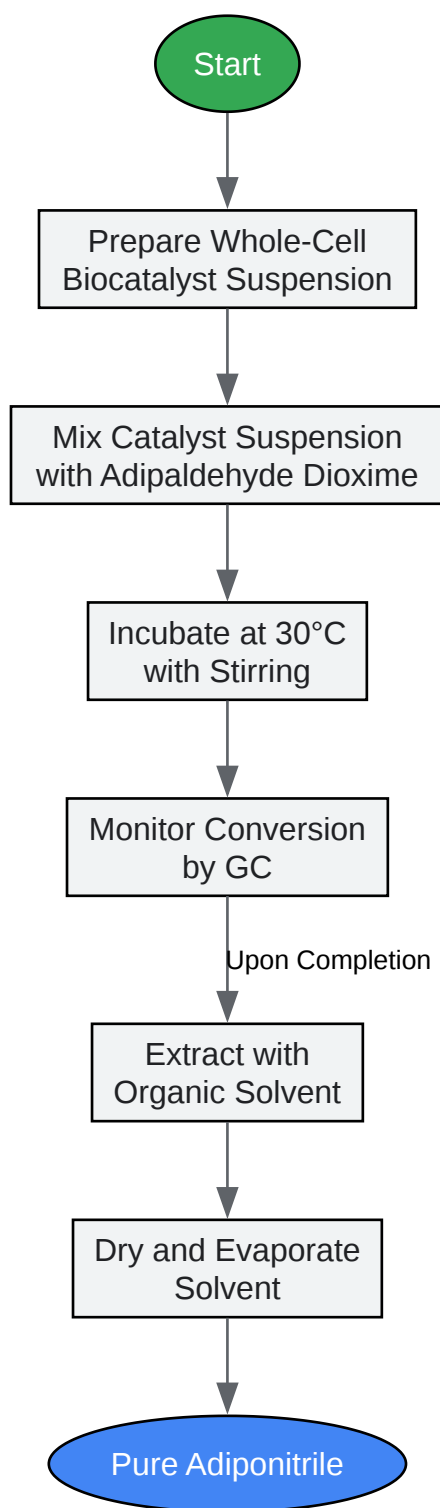 Start
Prepare Whole-Cell
Biocatalyst Suspension
Mix Catalyst Suspension
with Adipaldehyde Dioxime
Incubate at 30°C
with Stirring
Monitor Conversion
by GC
Upon Completion
Extract with
Organic Solvent
Dry and Evaporate
Solvent
Pure Adiponitrile